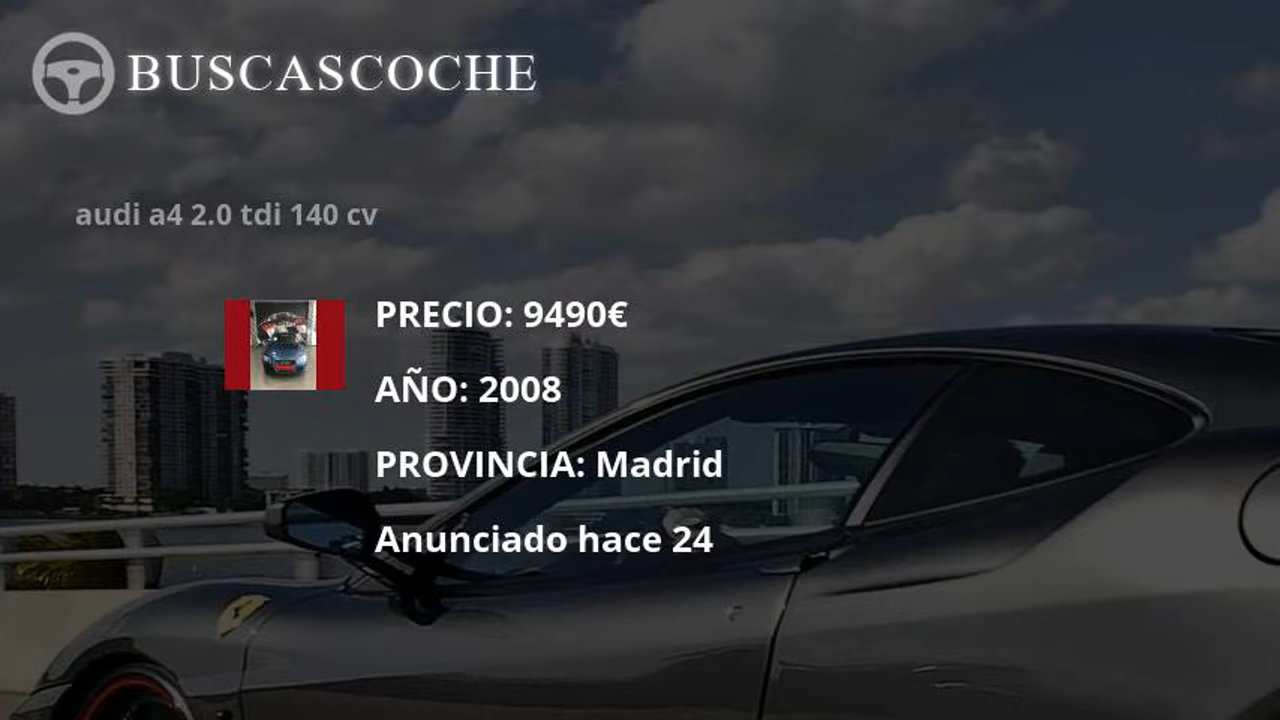 BUSCASCOCHE
audi a4 2.0 tdi 140 cv
PRECIO: 9490€
AÑO: 2008
PROVINCIA: Madrid
Anunciado hace 24